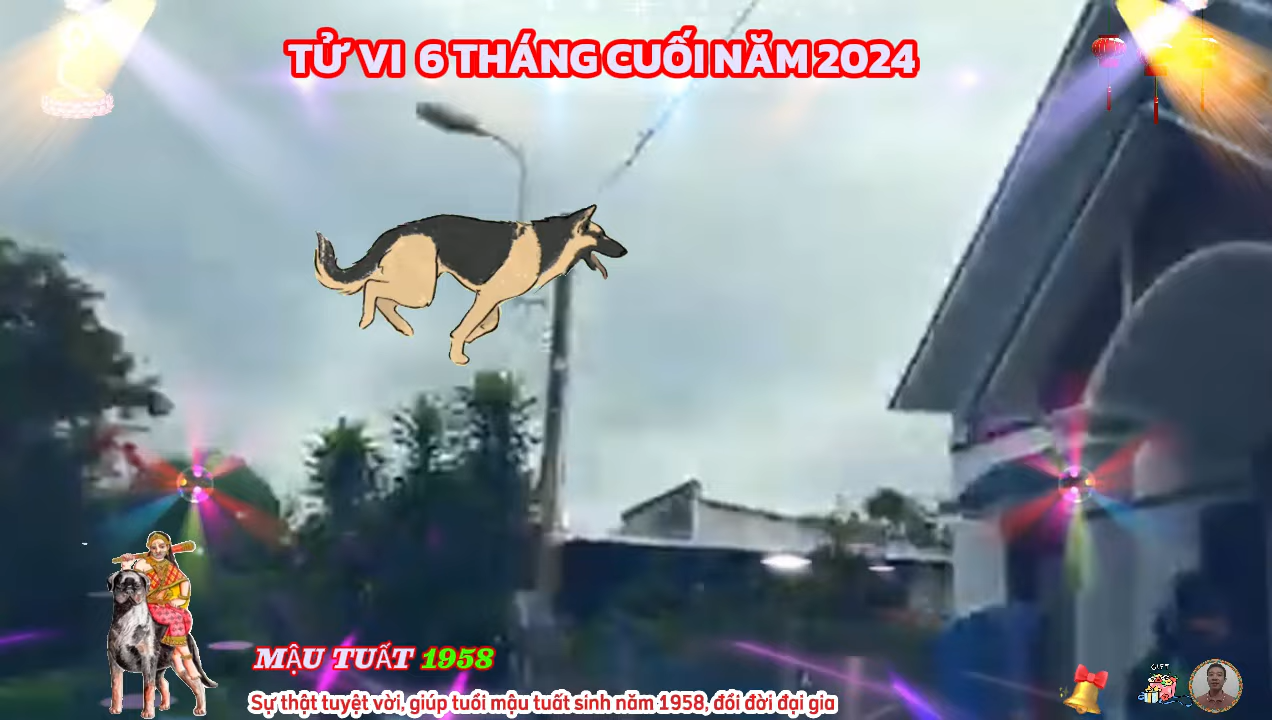 TỬ VI 6 THÁNG CUỐI NĂM 2024
MẬU TUẤT 1958
Sự thật tuyệt vời, giúp tuổi mậu tuất sinh năm 1958, đổi đời đại gia
GIFT